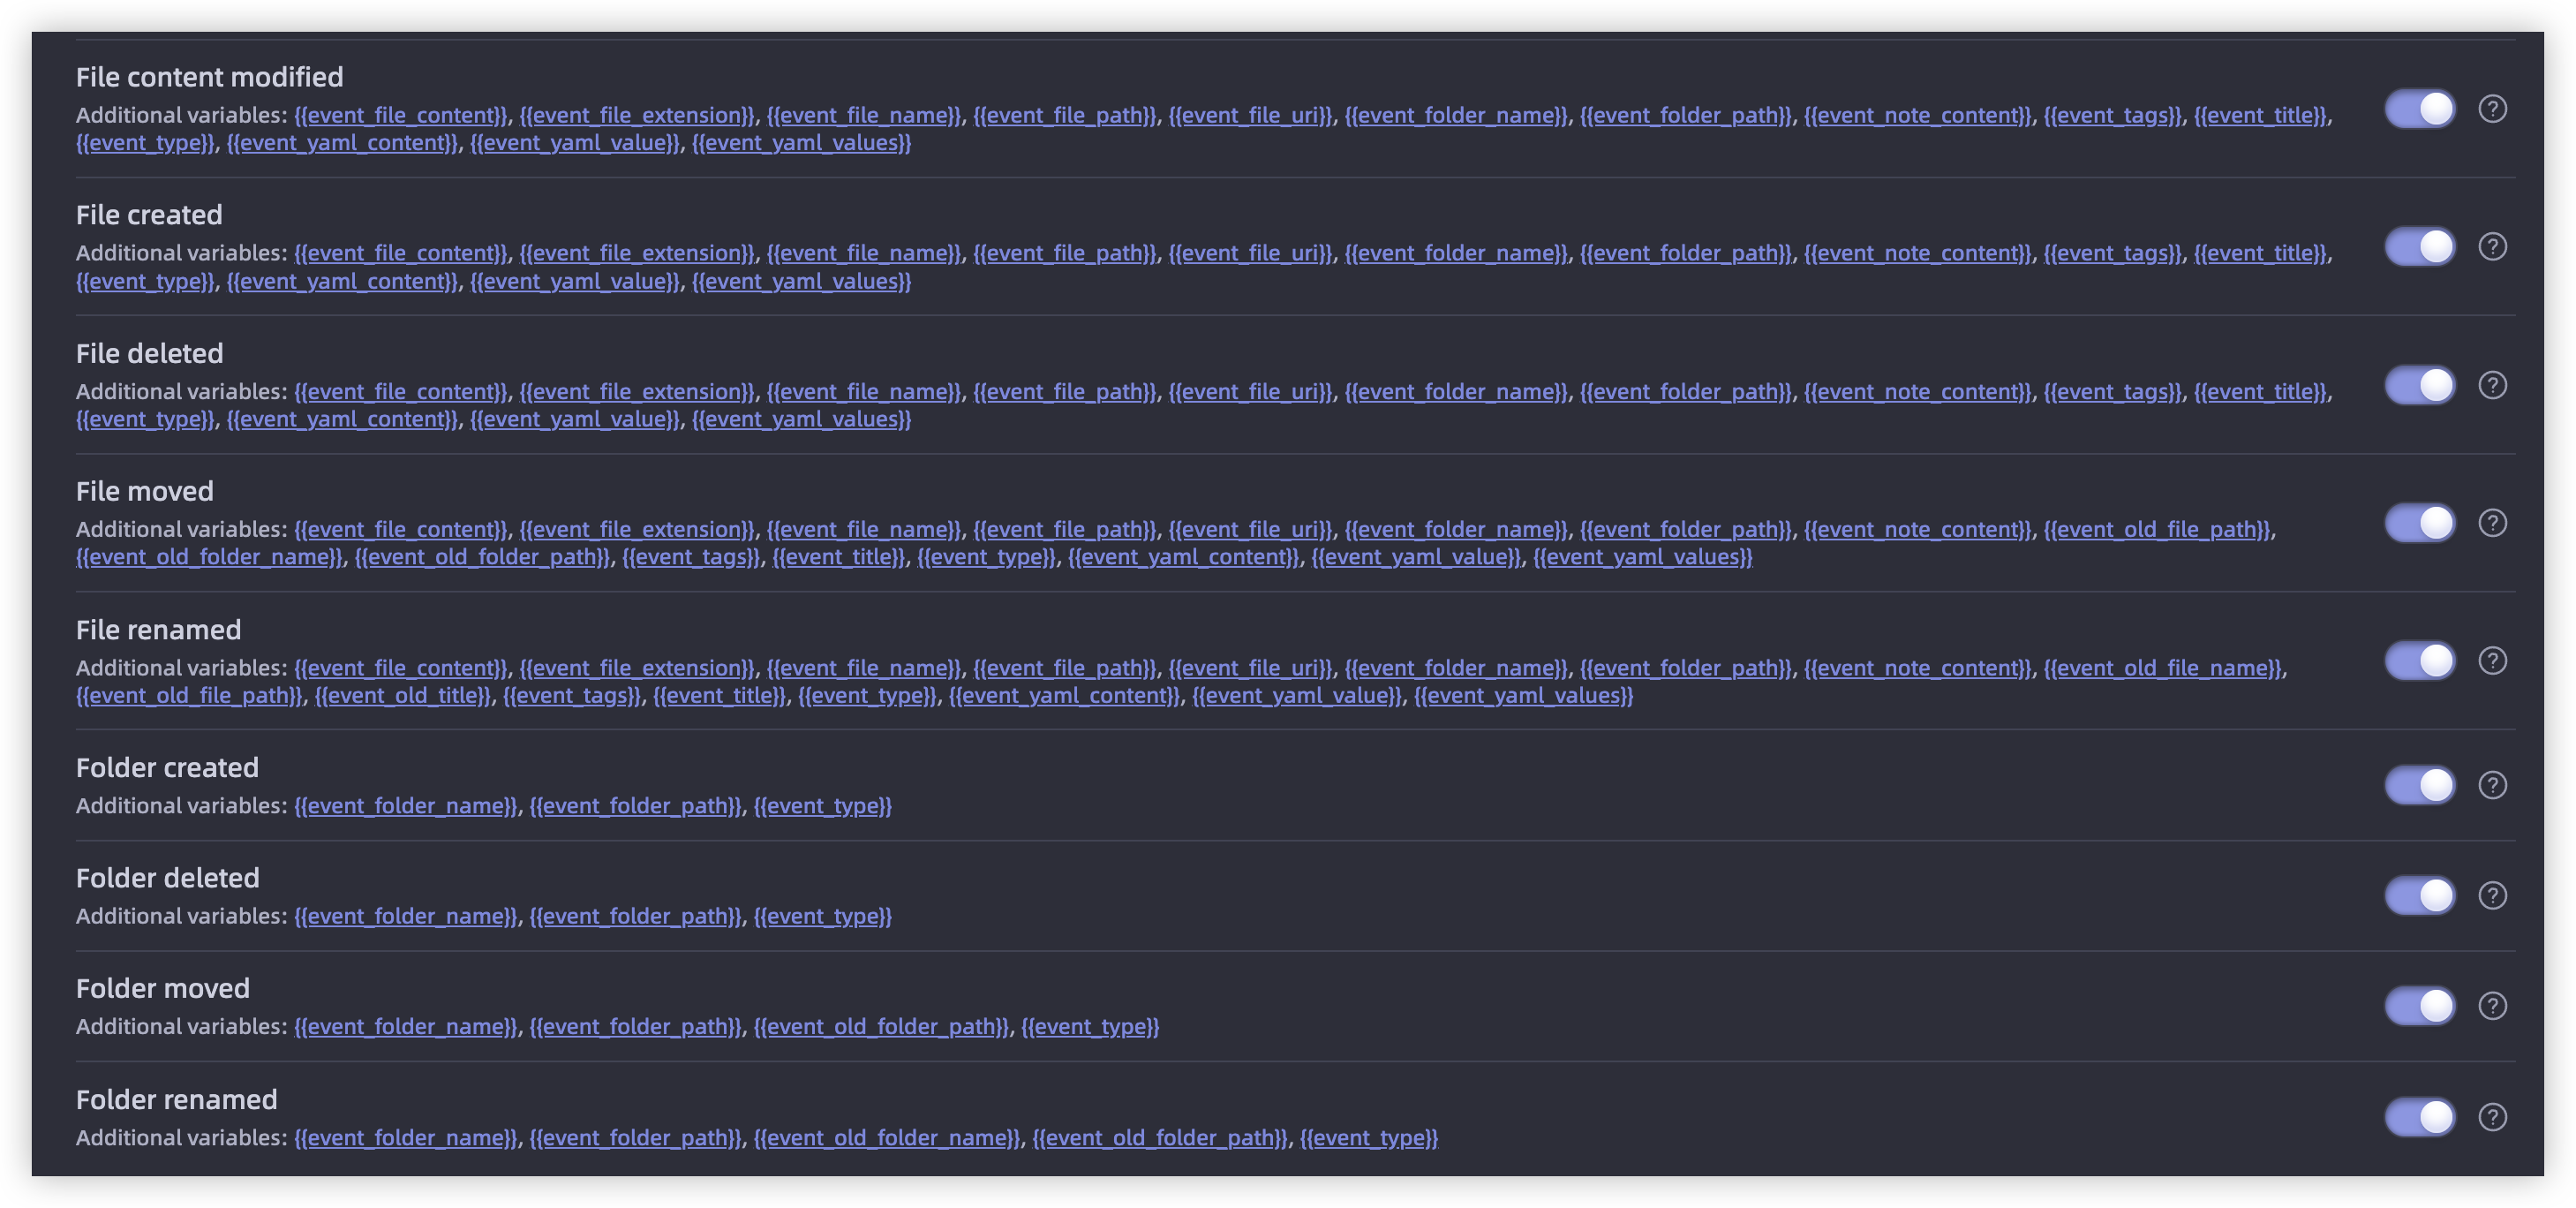 File content modified
Additional variables: {{event_file_content}}, {{event_file_extension}}, {{event_file_name}}, {{event_file_path}}, {{event_file_uri}}, {{event_folder_name}}, {{event_folder_path}}, {{event_note_content}}, {{event_tags}}, {{event_title}},
{{event_type}}, {{event_yaml_content}}, {{event_yaml_value}}, {{event_yaml_values}}
File created
Additional variables: {{event_file_content}}, {{event_file_extension}}, {{event_file_name}}, {{event_file_path}}, {{event_file_uri}}, {{event_folder_name}}, {{event_folder_path}}, {{event_note_content}}, {{event_tags}}, {{event_title}},
{{event_type}}, {{event_yaml_content}}, {{event_yaml_value}}, {{event_yaml_values}}
File deleted
Additional variables: {{event_file_content}}, {{event_file_extension}}, {{event_file_name}}, {{event_file_path}}, {{event_file_uri}}, {{event_folder_name}}, {{event_folder_path}}, {{event_note_content}}, {{event_tags}}, {{event_title}},
{{event_type}}, {{event_yaml_content}}, {{event_yaml_value}}, {{event_yaml_values}}
File moved
Additional variables: {{event_file_content}}, {{event_file_extension}}, {{event_file_name}}, {{event_file_path}}, {{event_file_uri}}, {{event_folder_name}}, {{event_folder_path}}, {{event_note_content}}, {{event_old_file_path}},
{{event_old_folder_name}}, {{event_old_folder_path}}, {{event_tags}}, {{event_title}}, {{event_type}}, {{event_yaml_content}}, {{event_yaml_value}}, {{event_yaml_values}}
File renamed
Additional variables: {{event_file_content}}, {{event_file_extension}}, {{event_file_name}}, {{event_file_path}}, {{event_file_uri}}, {{event_folder_name}}, {{event_folder_path}}, {{event_note_content}}, {{event_old_file_name}},
{{event_old_file_path}}, {{event_old_title}}, {{event_tags}}, {{event_title}}, {{event_type}}, {{event_yaml_content}}, {{event_yaml_value}}, {{event_yaml_values}}
Folder created
Additional variables: {{event_folder_name}}, {{event_folder_path}}, {{event_type}}
Folder deleted
Additional variables: {{event_folder_name}}, {{event_folder_path}}, {{event_type}}
Folder moved
Additional variables: {{event_folder_name}}, {{event_folder_path}}, {{event_old_folder_path}}, {{event_type}}
Folder renamed
Additional variables: {{event_folder_name}}, {{event_folder_path}}, {{event_old_folder_name}}, {{event_old_folder_path}}, {{event_type}}